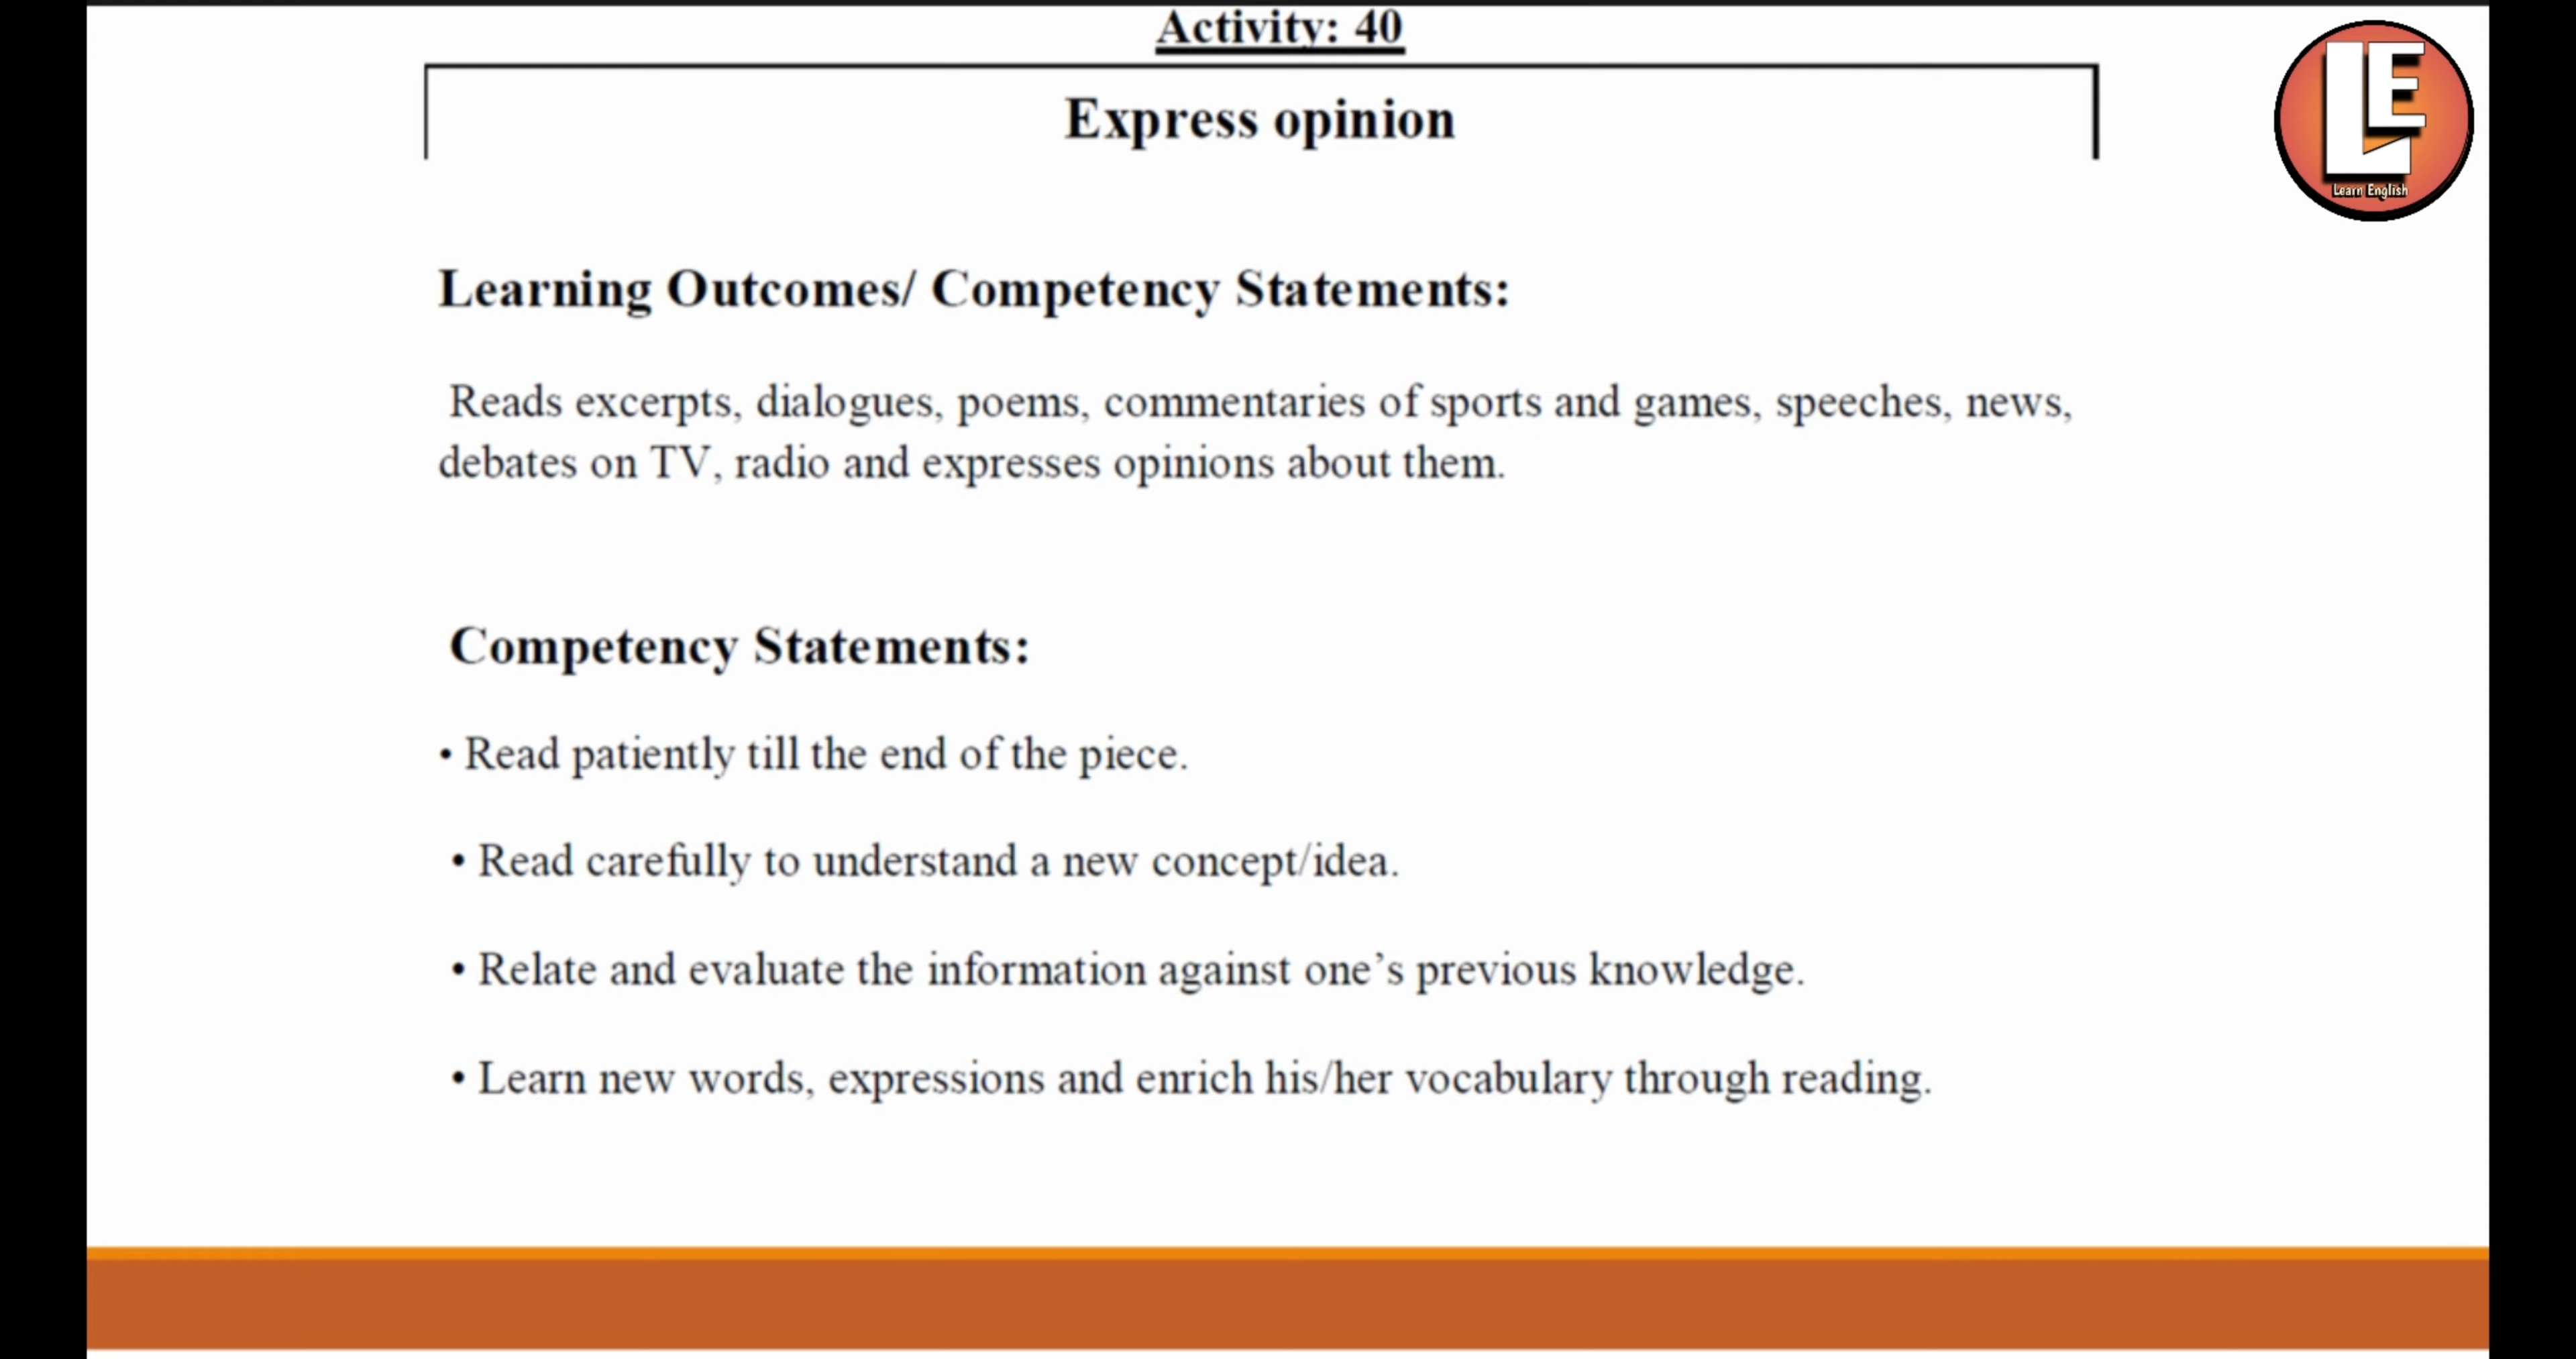 Activity: 40
Express opinion
LE
Learn English
Learning Outcomes/ Competency Statements:
Reads excerpts, dialogues, poems, commentaries of sports and games, speeches, news,
debates on TV, radio and expresses opinions about them.
Competency Statements:
• Read patiently till the end of the piece.
• Read carefully to understand a new concept/idea.
• Relate and evaluate the information against one’s previous knowledge.
• Learn new words, expressions and enrich his/her vocabulary through reading.